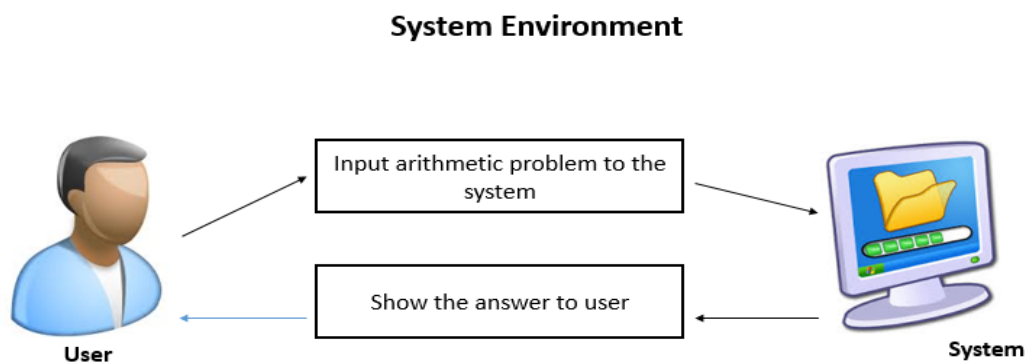 System Environment
Input arithmetic problem to the
system
Show the answer to user
User
System